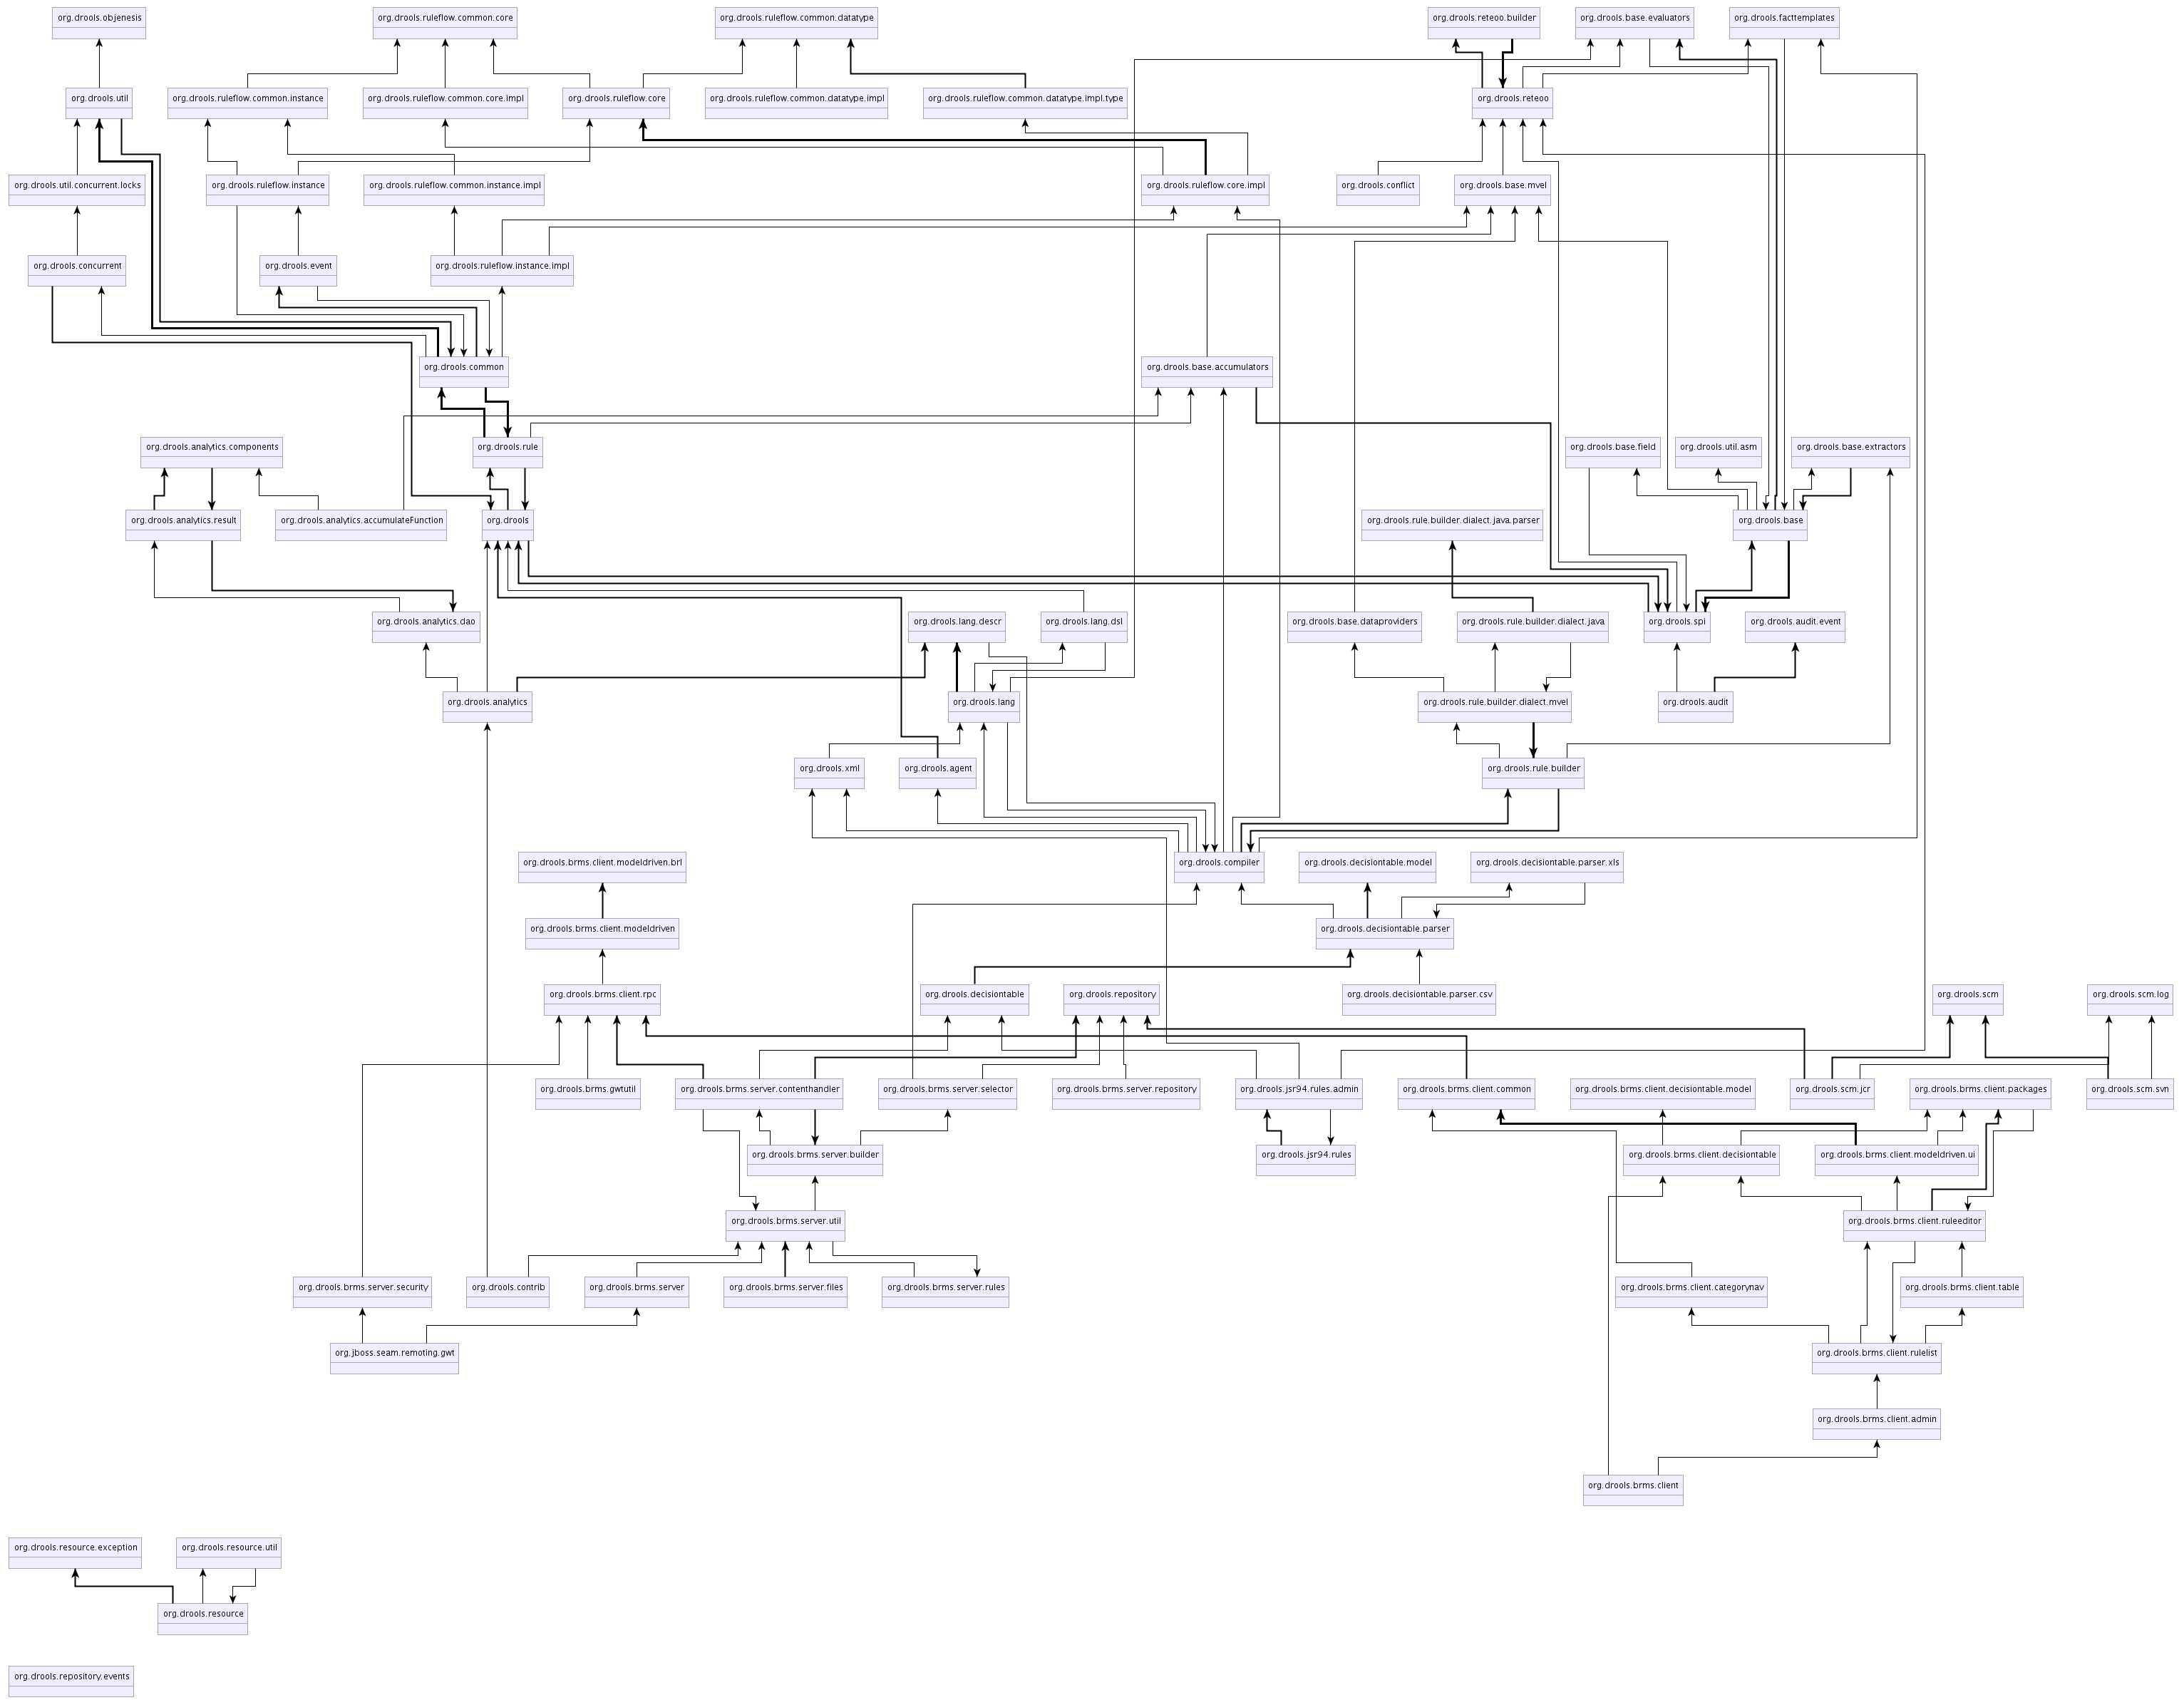 org.drools.objenesis
org.drools.ruleflow.common.core
org.drools.ruleflow.common.datatype
org.drools.reteoo.builder
org.drools.base.evaluators
org.drools.facttemplates
org.drools.util
org.drools.ruleflow.common.instance
org.drools.ruleflow.common.core.impl
org.drools.ruleflow.core
org.drools.ruleflow.common.datatype.impl
org.drools.ruleflow.common.datatype.impl.type
org.drools.reteoo
org.drools.util.concurrent.locks
org.drools.ruleflow.instance
org.drools.ruleflow.common.instance.impl
org.drools.ruleflow.core.impl
org.drools.conflict
org.drools.base.mvel
org.drools.concurrent
org.drools.event
org.drools.ruleflow.instance.impl
org.drools.common
org.drools.base.accumulators
org.drools.analytics.components
org.drools.rule
org.drools.base.field
org.drools.util.asm
org.drools.base.extractors
org.drools.analytics.result
org.drools.analytics.accumulateFunction
org.drools
org.drools.rule.builder.dialect.java.parser
org.drools.base
org.drools.analytics.dao
org.drools.lang.descr
org.drools.lang.dsl
org.drools.base.dataproviders
org.drools.rule.builder.dialect.java
org.drools.spi
org.drools.audit.event
org.drools.analytics
org.drools.lang
org.drools.rule.builder.dialect.mvel
org.drools.audit
org.drools.xml
org.drools.agent
org.drools.rule.builder
org.drools.brms.client.modeldriven.brl
org.drools.compiler
org.drools.decisiontable.model
org.drools.decisiontable.parser.xls
org.drools.brms.client.modeldriven
org.drools.decisiontable.parser
org.drools.brms.client.rpc
org.drools.decisiontable
org.drools.repository
org.drools.decisiontable.parser.csv
org.drools.scm
org.drools.scm.log
org.drools.brms.gwtutil
org.drools.brms.server.contenthandler
org.drools.brms.server.selector
org.drools.brms.server.repository
org.drools.jsr94.rules.admin
org.drools.brms.client.common
org.drools.brms.client.decisiontable.model
org.drools.scm.jcr
org.drools.brms.client.packages
org.drools.scm.svn
org.drools.brms.server.builder
org.drools.jsr94.rules
org.drools.brms.client.decisiontable
org.drools.brms.client.modeldriven.ui
org.drools.brms.server.util
org.drools.brms.client.ruleeditor
org.drools.brms.server.security
org.drools.contrib
org.drools.brms.server
org.drools.brms.server.files
org.drools.brms.server.rules
org.drools.brms.client.categorynav
org.drools.brms.client.table
org.jboss.seam.remoting.gwt
org.drools.brms.client.rulelist
org.drools.brms.client.admin
org.drools.brms.client
org.drools.resource.exception
org.drools.resource.util
org.drools.resource
org.drools.repository.events